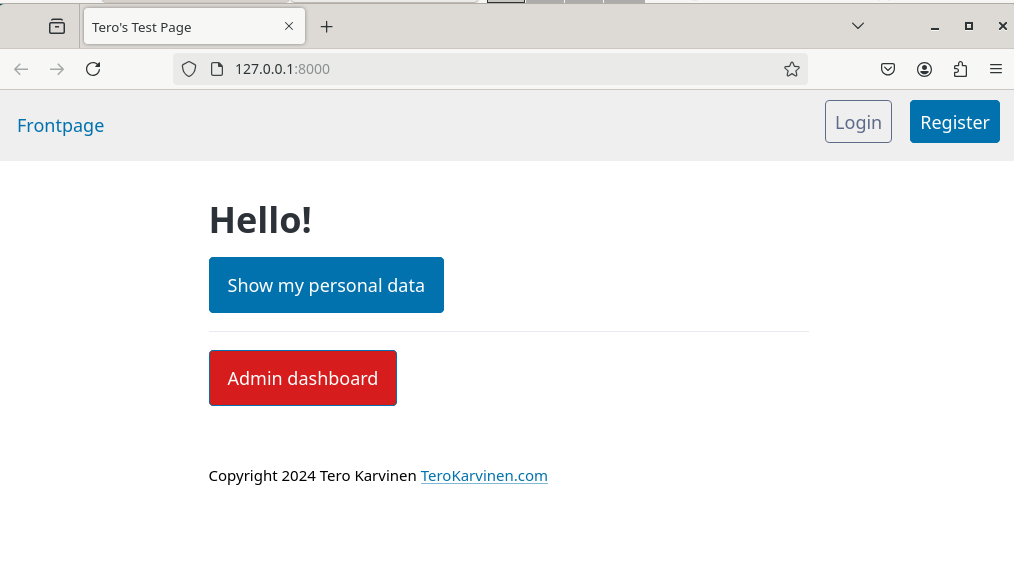 Tero's Test Page
127.0.0.1:8000
Frontpage
Login
Register
Hello!
Show my personal data
Admin dashboard
Copyright 2024 Tero Karvinen TeroKarvinen.com